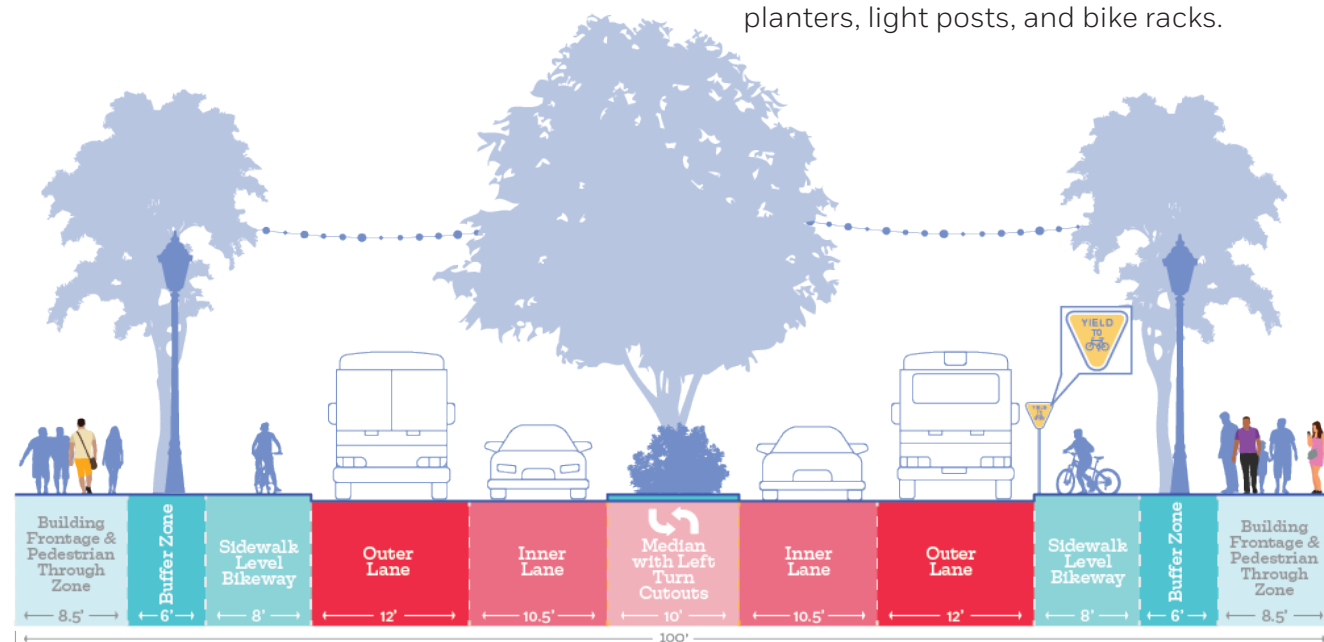 planters, light posts, and bike racks.
YIELD
TO
YIELD
TO
Building
Frontage &
Pedestrian
Through
Zone
8.5'
Buffer Zone
6'
Sidewalk
Level
Bikeway
8'
Outer
Lane
12'
Inner
Lane
10.5'
Median
with Left
Turn
Cutouts
10'
Inner
Lane
10.5'
Outer
Lane
12'
Sidewalk
Level
Bikeway
8'
Buffer Zone
6'
Building
Frontage &
Pedestrian
Through
Zone
8.5'
100'